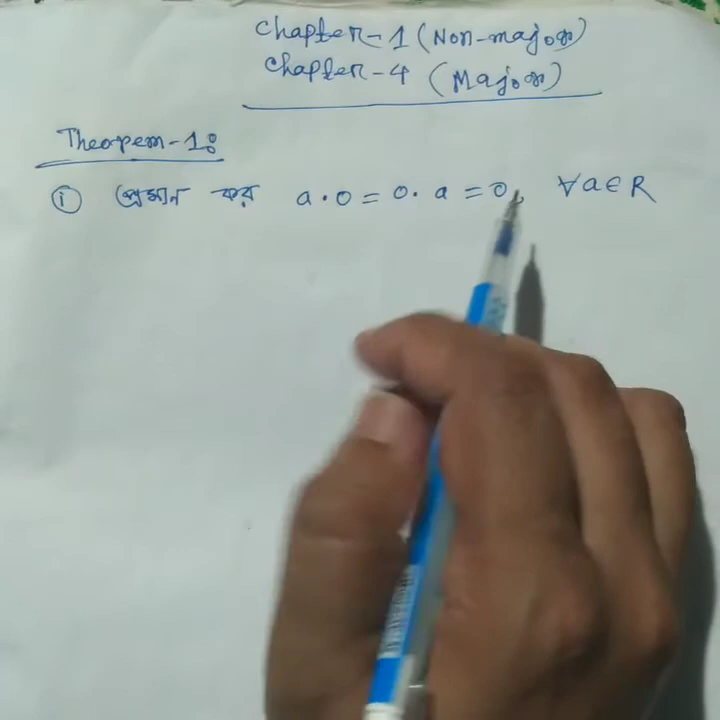 Chapter-1 (Non-major)
Chapter-4 (Major)
Theorem-1:
(i) প্রমান কর a·0 = 0·a = 0, ∀a∈R